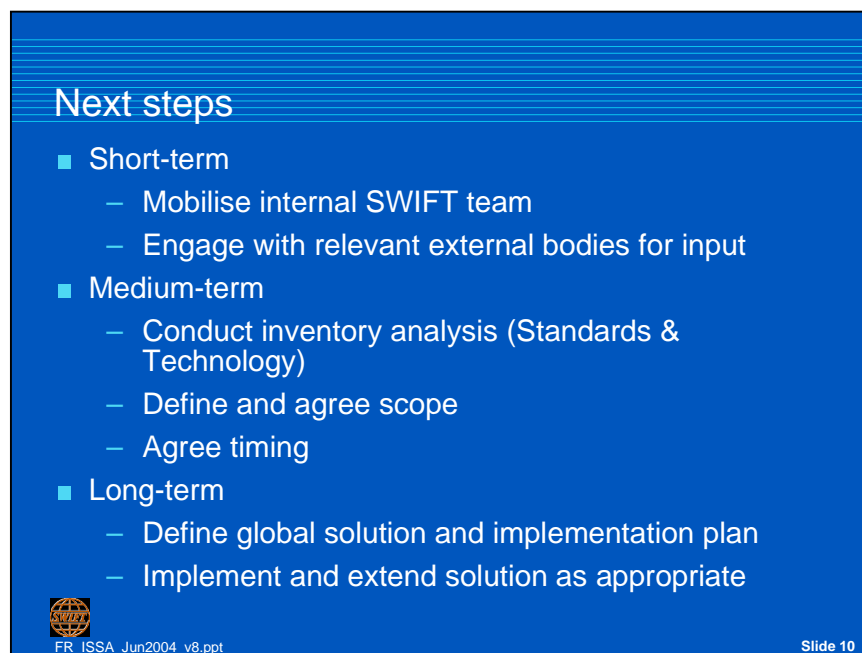 Next steps
■ Short-term
– Mobilise internal SWIFT team
– Engage with relevant external bodies for input
■ Medium-term
– Conduct inventory analysis (Standards &
Technology)
– Define and agree scope
– Agree timing
■ Long-term
– Define global solution and implementation plan
– Implement and extend solution as appropriate
SWIFT
FR_ISSA_Jun2004_v8.ppt
Slide 10